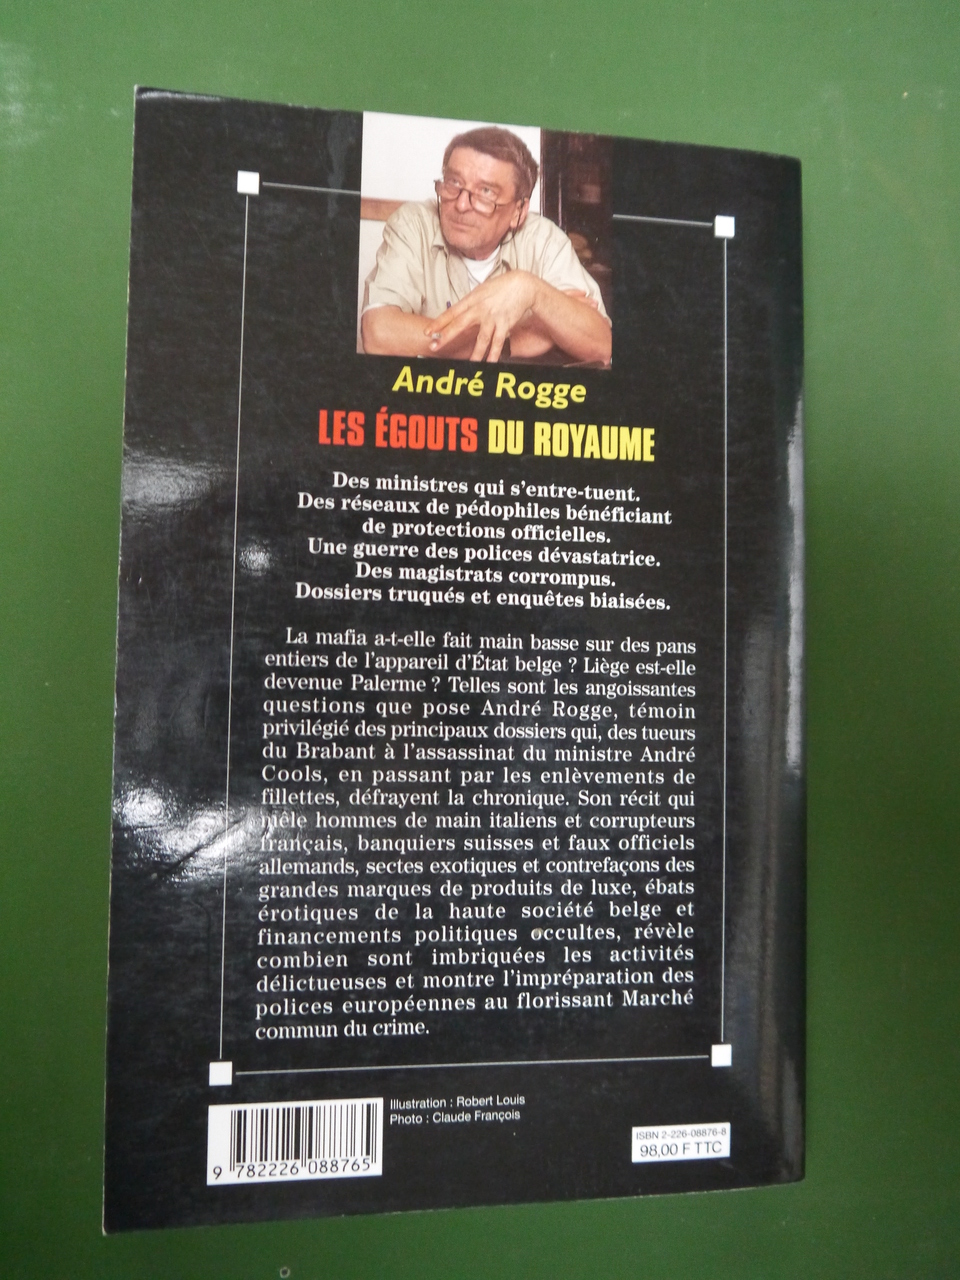 André Rogge
LES ÉGOUTS DU ROYAUME
Des ministres qui s'entre-tuent.
Des réseaux de pédophiles bénéficiant
de protections officielles.
Une guerre des polices dévastatrice.
Des magistrats corrompus.
Dossiers truqués et enquêtes biaisées.
La mafia a-t-elle fait main basse sur des pans
entiers de l'appareil d'État belge ? Liège est-elle
devenue Palerme ? Telles sont les angoissantes
questions que pose André Rogge, témoin
privilégié des principaux dossiers qui, des tueurs
du Brabant à l'assassinat du ministre André
Cools, en passant par les enlèvements de
fillettes, défrayent la chronique. Son récit qui
mêle hommes de main italiens et corrupteurs
français, banquiers suisses et faux officiels
allemands, sectes exotiques et contrefaçons des
grandes marques de produits de luxe, ébats
érotiques de la haute société belge et
financements politiques occultes, révèle
combien sont imbriquées les activités
délictueuses et montre l'impréparation des
polices européennes au florissant Marché
commun du crime.
Illustration : Robert Louis
Photo : Claude François
ISBN 2-226-08876-8
98,00 F TTC
9 782226 088765